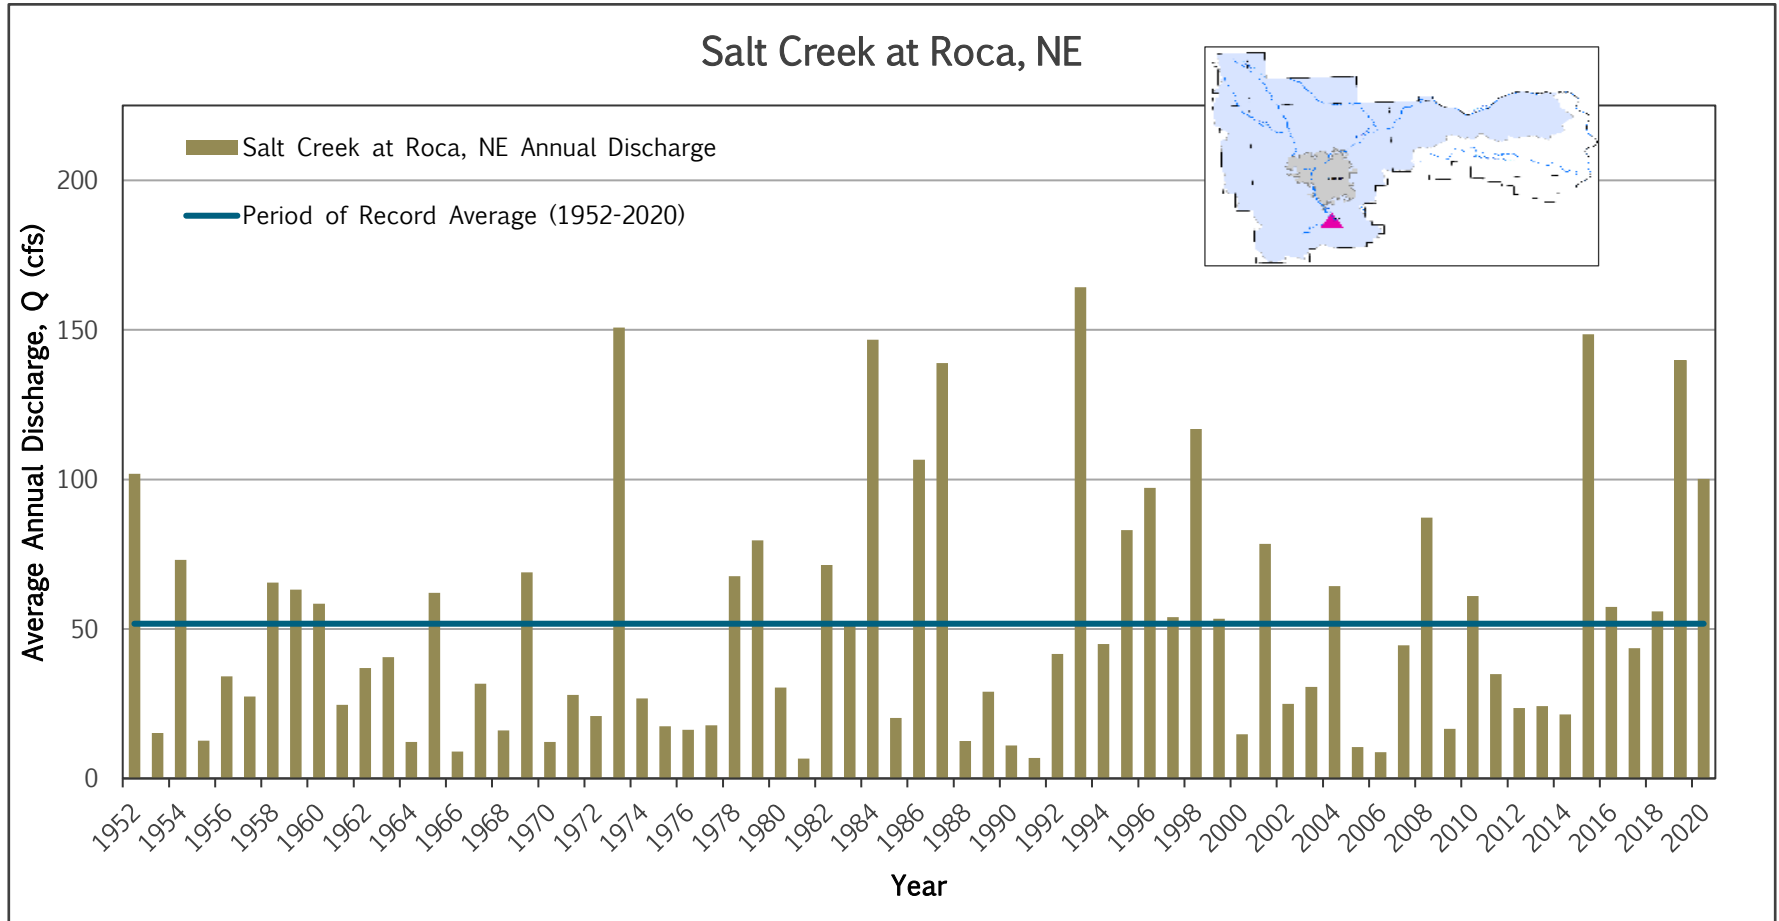 Salt Creek at Roca, NE
Salt Creek at Roca, NE Annual Discharge
Period of Record Average (1952-2020)
Average Annual Discharge, Q (cfs)
200
150
100
50
0
1952 1954 1956 1958 1960 1962 1964 1966 1968 1970 1972 1974 1976 1978 1980 1982 1984 1986 1988 1990 1992 1994 1996 1998 2000 2002 2004 2006 2008 2010 2012 2014 2016 2018 2020
Year